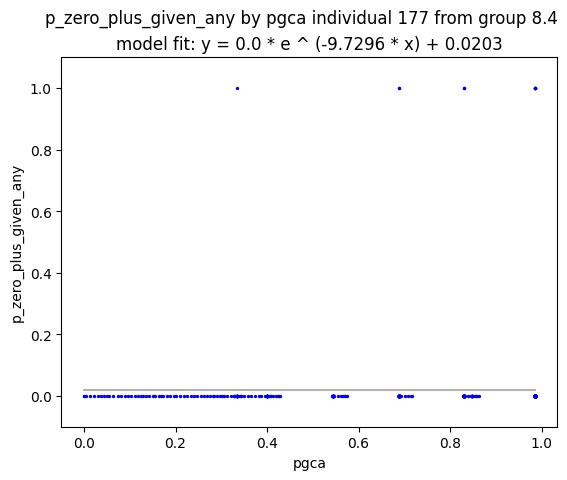 p_zero_plus_given_any by pgca individual 177 from group 8.4
model fit: y = 0.0 * e ^ (-9.7296 * x) + 0.0203
1.0
0.8
0.6
0.4
0.2
0.0
p_zero_plus_given_any
0.0 0.2 0.4 0.6 0.8 1.0
pgca